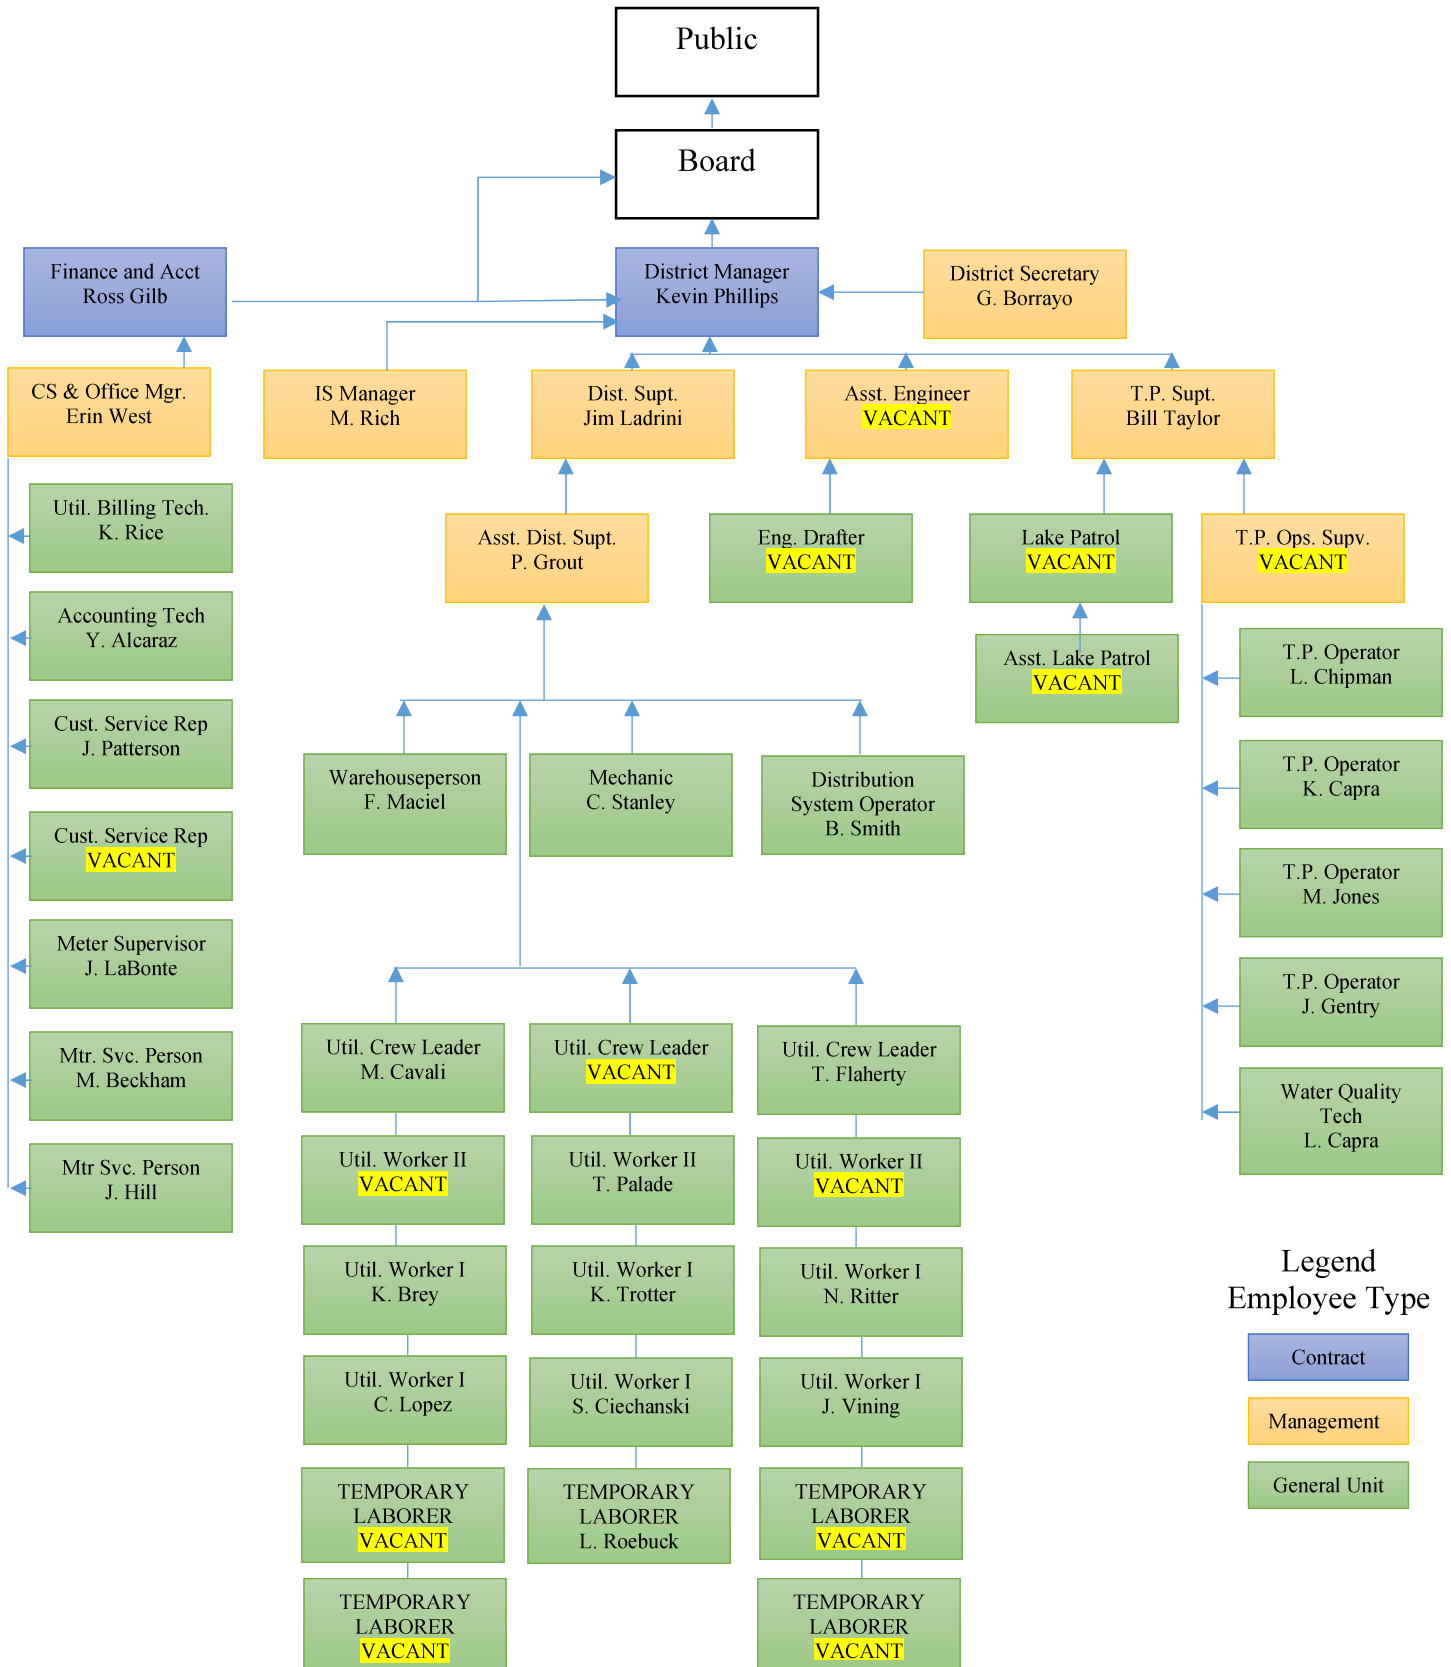 Public
Board
Finance and Acct
Ross Gilb
District Manager
Kevin Phillips
District Secretary
G. Borrayo
CS & Office Mgr.
Erin West
IS Manager
M. Rich
Dist. Supt.
Jim Ladrini
Asst. Engineer
VACANT
T.P. Supt.
Bill Taylor
Util. Billing Tech.
K. Rice
Accounting Tech
Y. Alcaraz
Cust. Service Rep
J. Patterson
Cust. Service Rep
VACANT
Meter Supervisor
J. LaBonte
Mtr. Svc. Person
M. Beckham
Mtr Svc. Person
J. Hill
Asst. Dist. Supt.
P. Grout
Eng. Drafter
VACANT
Lake Patrol
VACANT
Asst. Lake Patrol
VACANT
T.P. Ops. Supv.
VACANT
T.P. Operator
L. Chipman
T.P. Operator
K. Capra
T.P. Operator
M. Jones
T.P. Operator
J. Gentry
Water Quality
Tech
L. Capra
Warehouseperson
F. Maciel
Mechanic
C. Stanley
Distribution
System Operator
B. Smith
Util. Crew Leader
M. Cavali
Util. Worker II
VACANT
Util. Worker I
K. Brey
Util. Worker I
C. Lopez
TEMPORARY
LABORER
VACANT
TEMPORARY
LABORER
VACANT
Util. Crew Leader
VACANT
Util. Worker II
T. Palade
Util. Worker I
K. Trotter
Util. Worker I
S. Ciechanski
TEMPORARY
LABORER
L. Roebuck
Util. Crew Leader
T. Flaherty
Util. Worker II
VACANT
Util. Worker I
N. Ritter
Util. Worker I
J. Vining
TEMPORARY
LABORER
VACANT
TEMPORARY
LABORER
VACANT
Legend
Employee Type
Contract
Management
General Unit